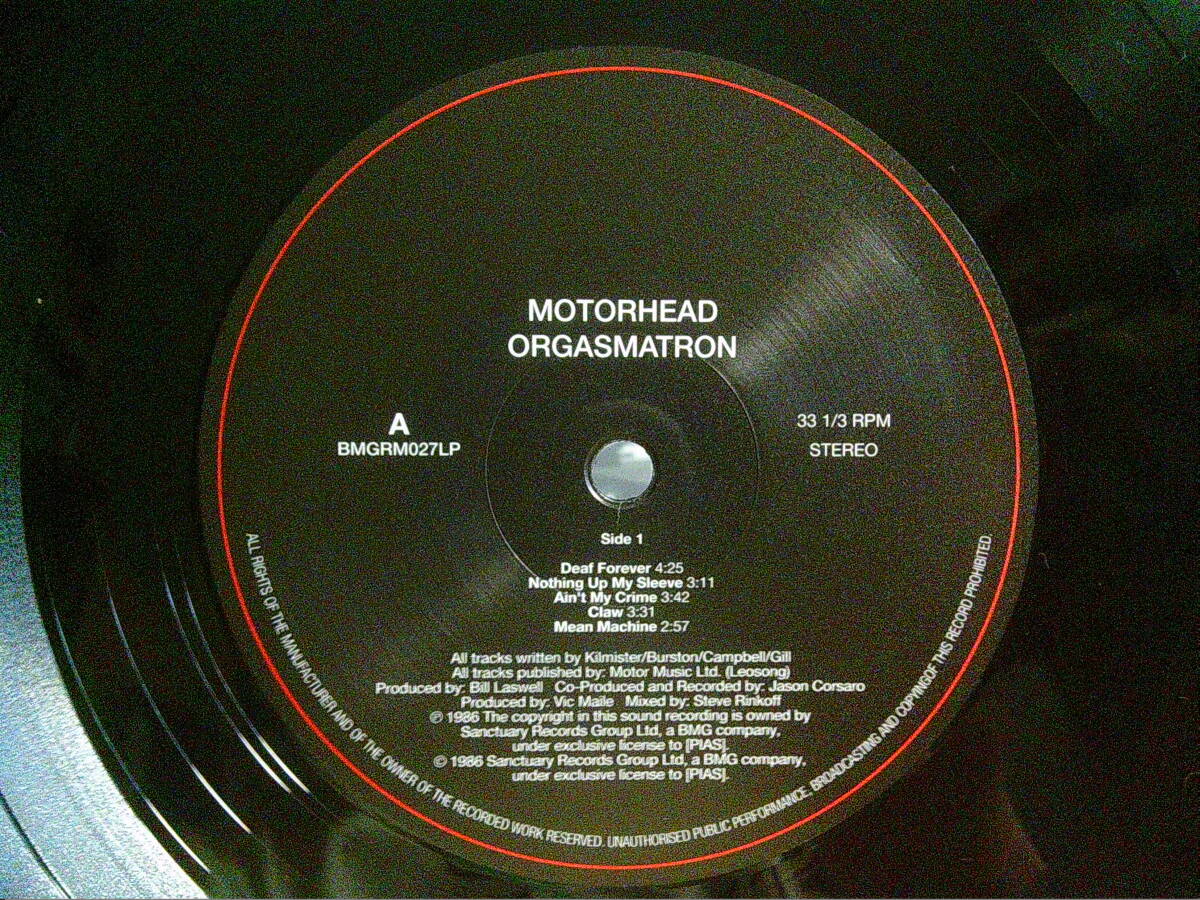 MOTORHEAD
ORGASMATRON
A
BMGRM027LP
33 1/3 RPM
STEREO
Side 1
Deaf Forever 4:25
Nothing Up My Sleeve 3:11
Ain't My Crime 3:42
Claw 3:31
Mean Machine 2:57
All tracks written by Kilmister/Burston/Campbell/Gill
All tracks published by: Motor Music Ltd. (Leosong)
Produced by: Bill Laswell Co-Produced and Recorded by: Jason Corsaro
Produced by: Vic Maile Mixed by: Steve Rinkoff
℗ 1986 The copyright in this sound recording is owned by
Sanctuary Records Group Ltd, a BMG company,
under exclusive license to [PIAS].
© 1986 Sanctuary Records Group Ltd, a BMG company,
under exclusive license to [PIAS].
ALL RIGHTS OF THE MANUFACTURER AND OF THE OWNER OF THE RECORDED WORK RESERVED. UNAUTHORISED PUBLIC PERFORMANCE, BROADCASTING AND COPYINGOF THIS RECORD PROHIBITED